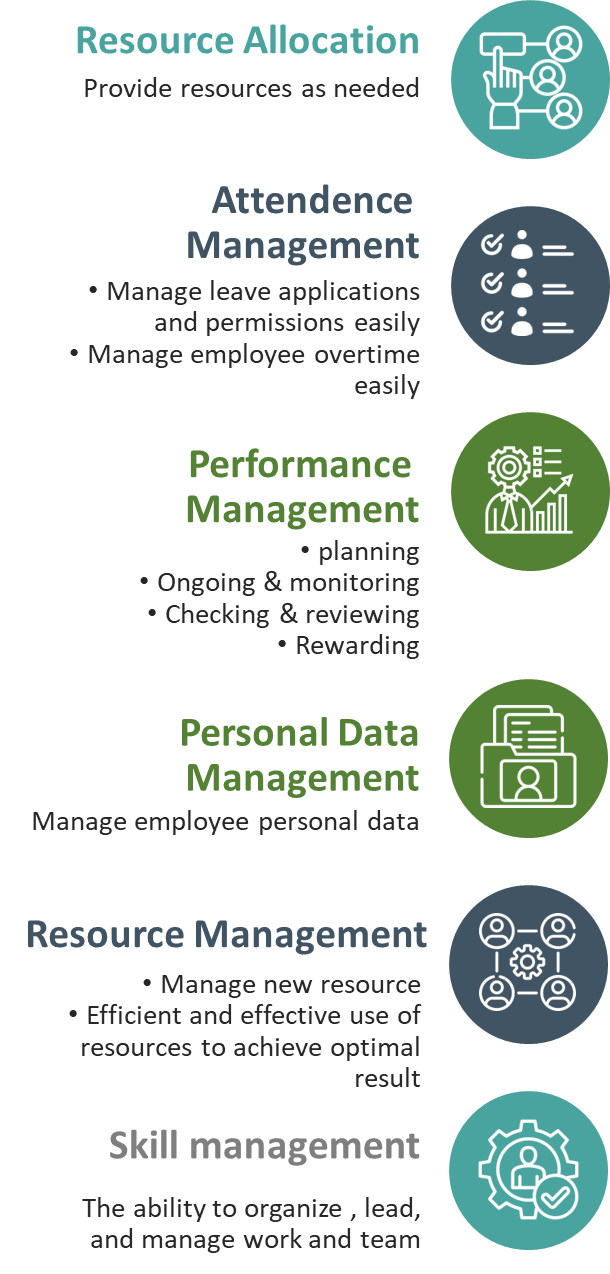 Resource Allocation
Provide resources as needed
Attendence
Management
• Manage leave applications
and permissions easily
• Manage employee overtime
easily
Performance
Management
• planning
• Ongoing & monitoring
• Checking & reviewing
• Rewarding
Personal Data
Management
Manage employee personal data
Resource Management
• Manage new resource
• Efficient and effective use of
resources to achieve optimal
result
Skill management
The ability to organize , lead,
and manage work and team